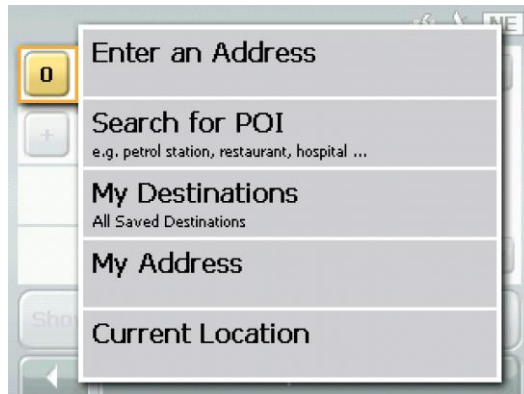 NE
0
Enter an Address
+
Search for POI
e.g. petrol station, restaurant, hospital ...
My Destinations
All Saved Destinations
My Address
Sho
Current Location